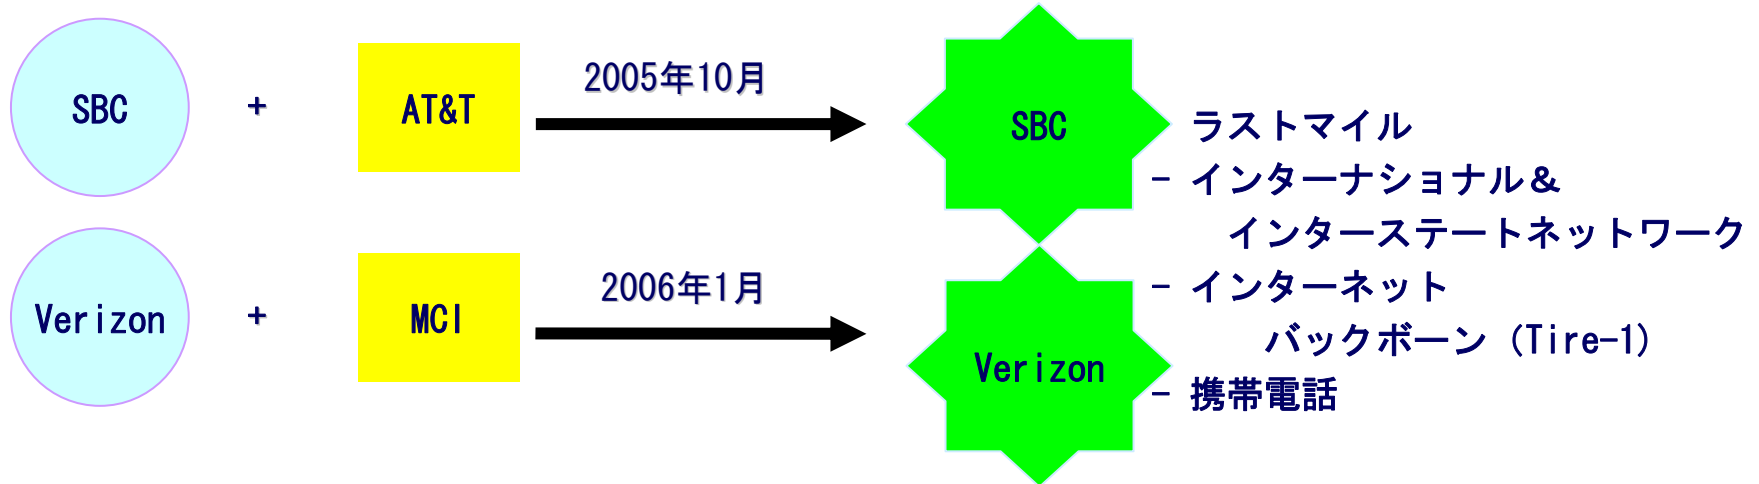 SBC + AT&T 2005年10月 SBC
Verizon + MCI 2006年1月 Verizon
ラストマイル
- インターナショナル＆
インターステートネットワーク
- インターネット
バックボーン (Tire-1)
- 携帯電話